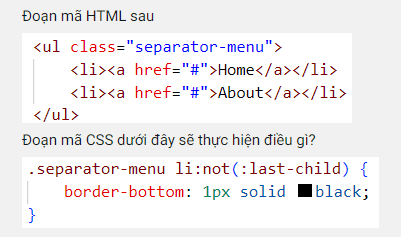 Đoạn mã HTML sau
<ul class="separator-menu">
<li><a href="#">Home</a></li>
<li><a href="#">About</a></li>
</ul>
Đoạn mã CSS dưới đây sẽ thực hiện điều gì?
.separator-menu li:not(:last-child) {
border-bottom: 1px solid black;
}